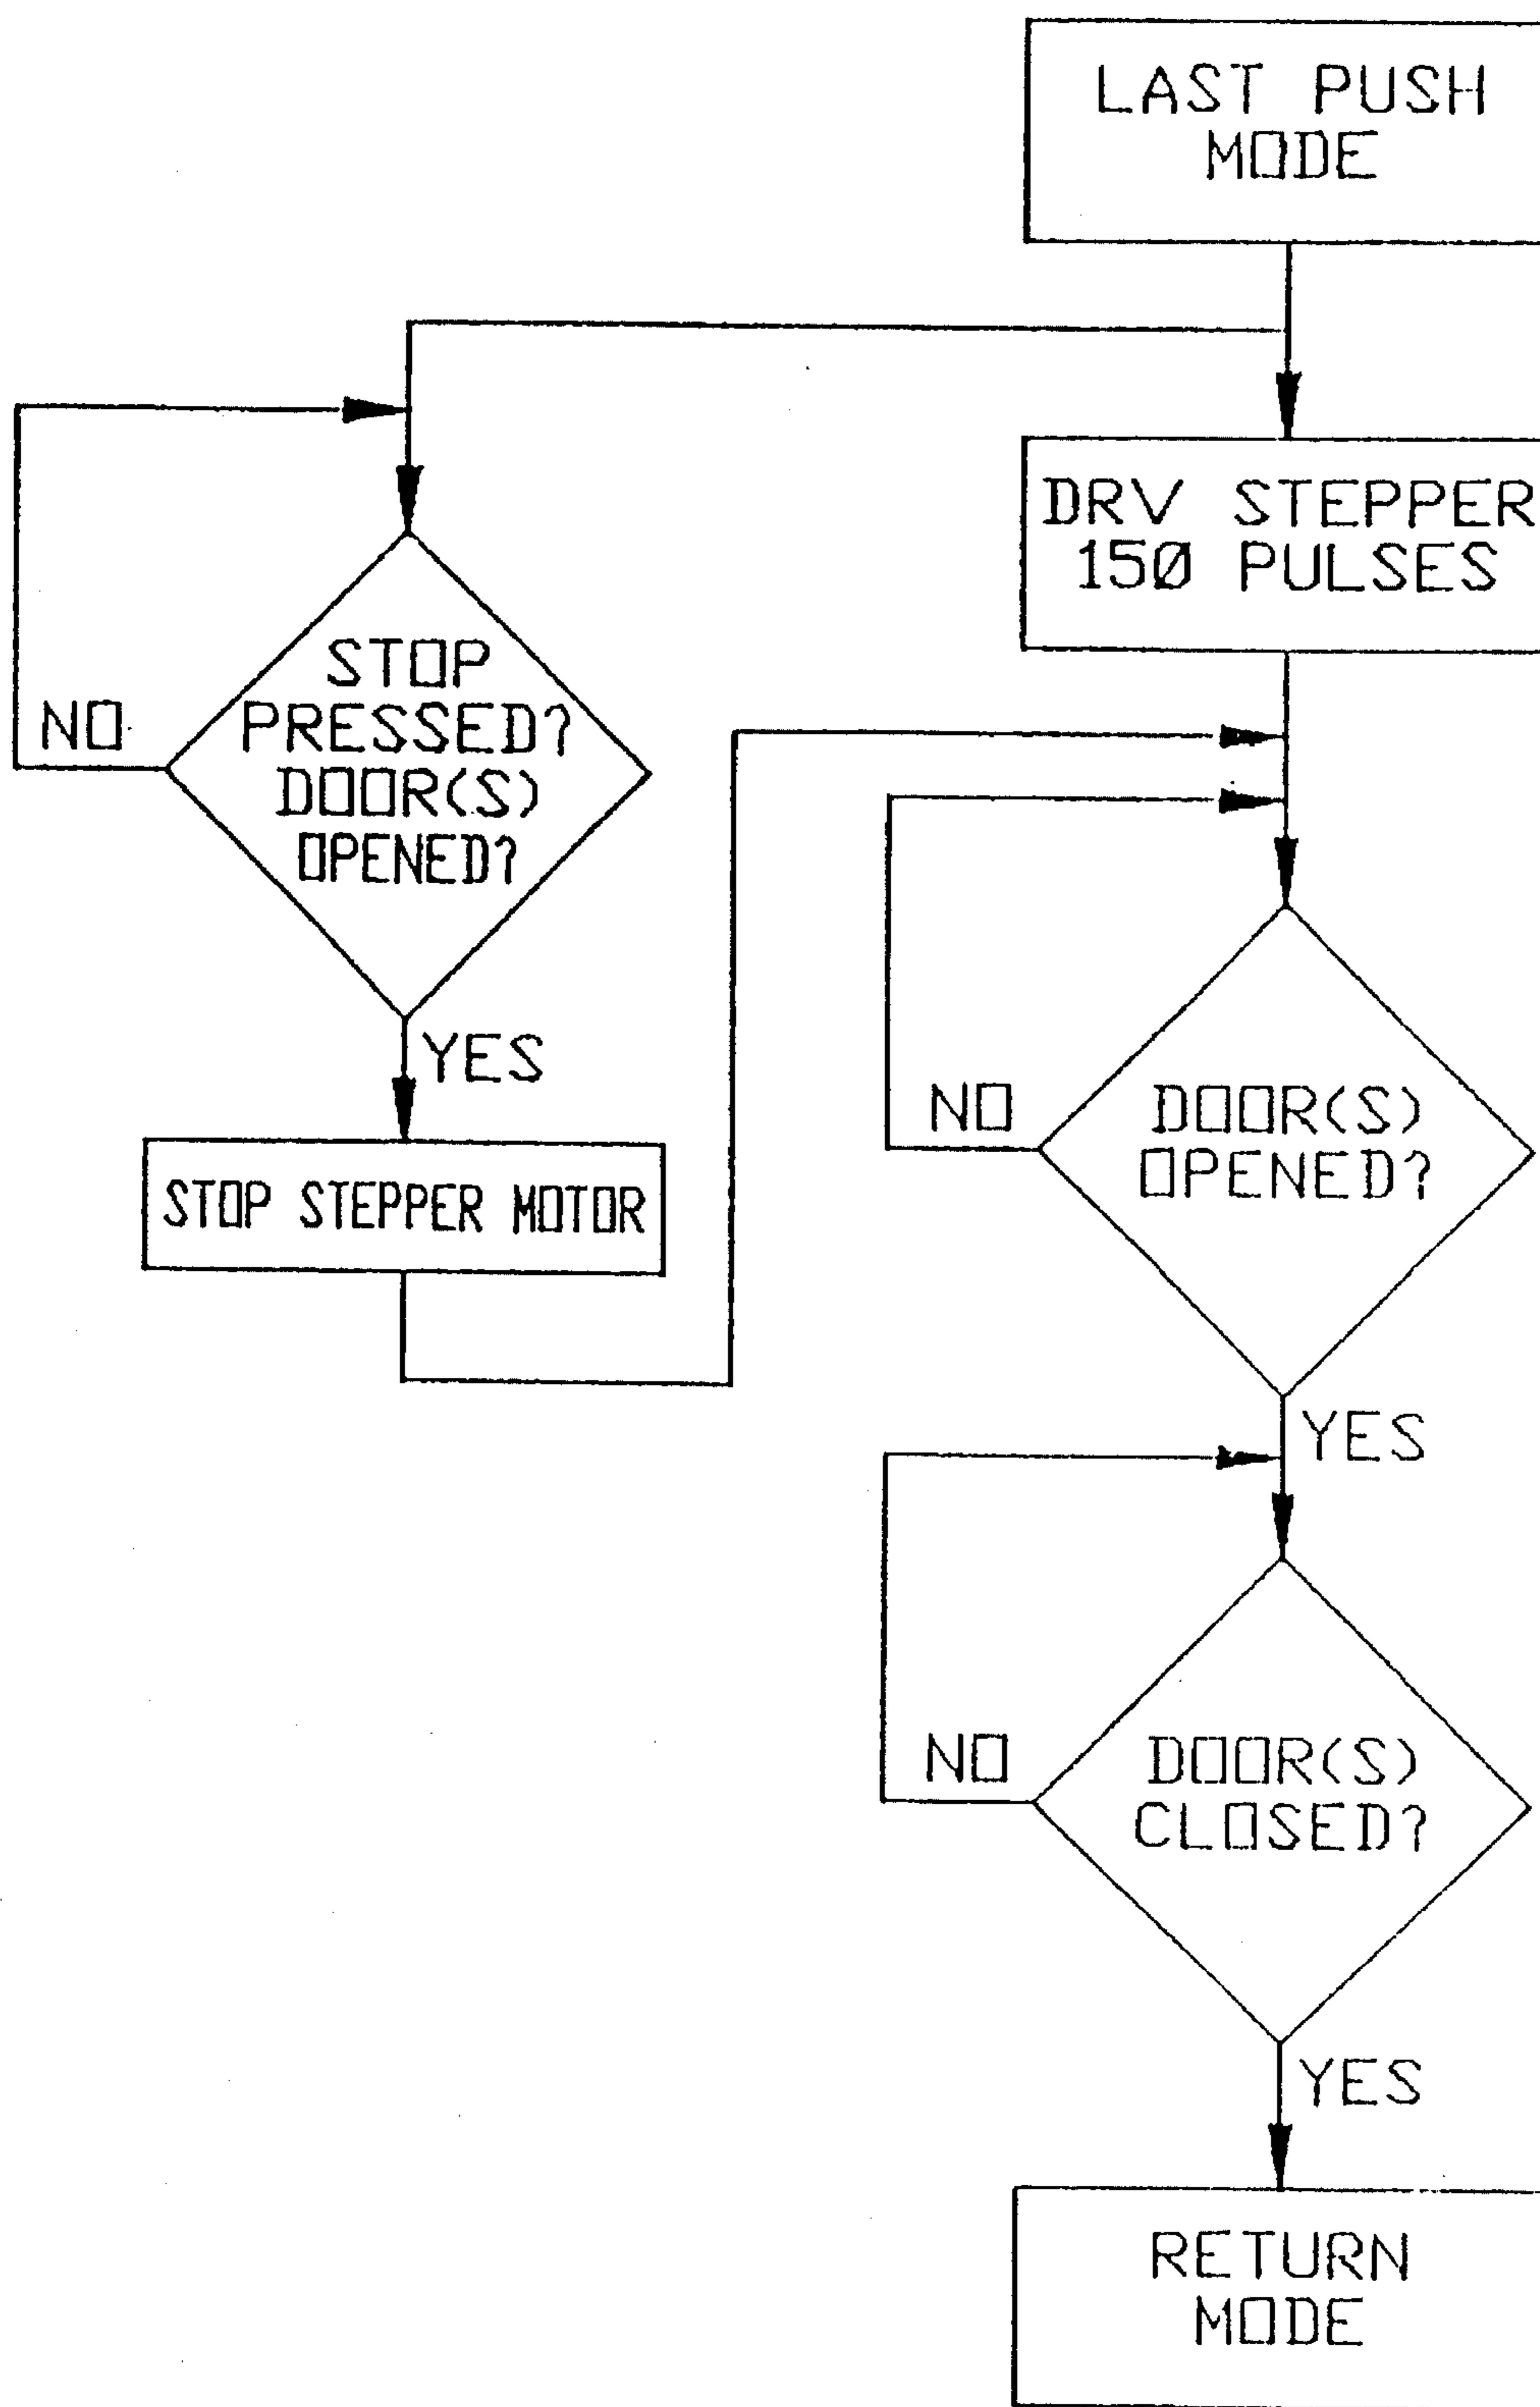 LAST PUSH
MODE
DRV STEPPER
150 PULSES
STOP
PRESSED?
DOOR(S)
OPENED?
NO
YES
STOP STEPPER MOTOR
NO
DOOR(S)
OPENED?
YES
NO
DOOR(S)
CLOSED?
YES
RETURN
MODE